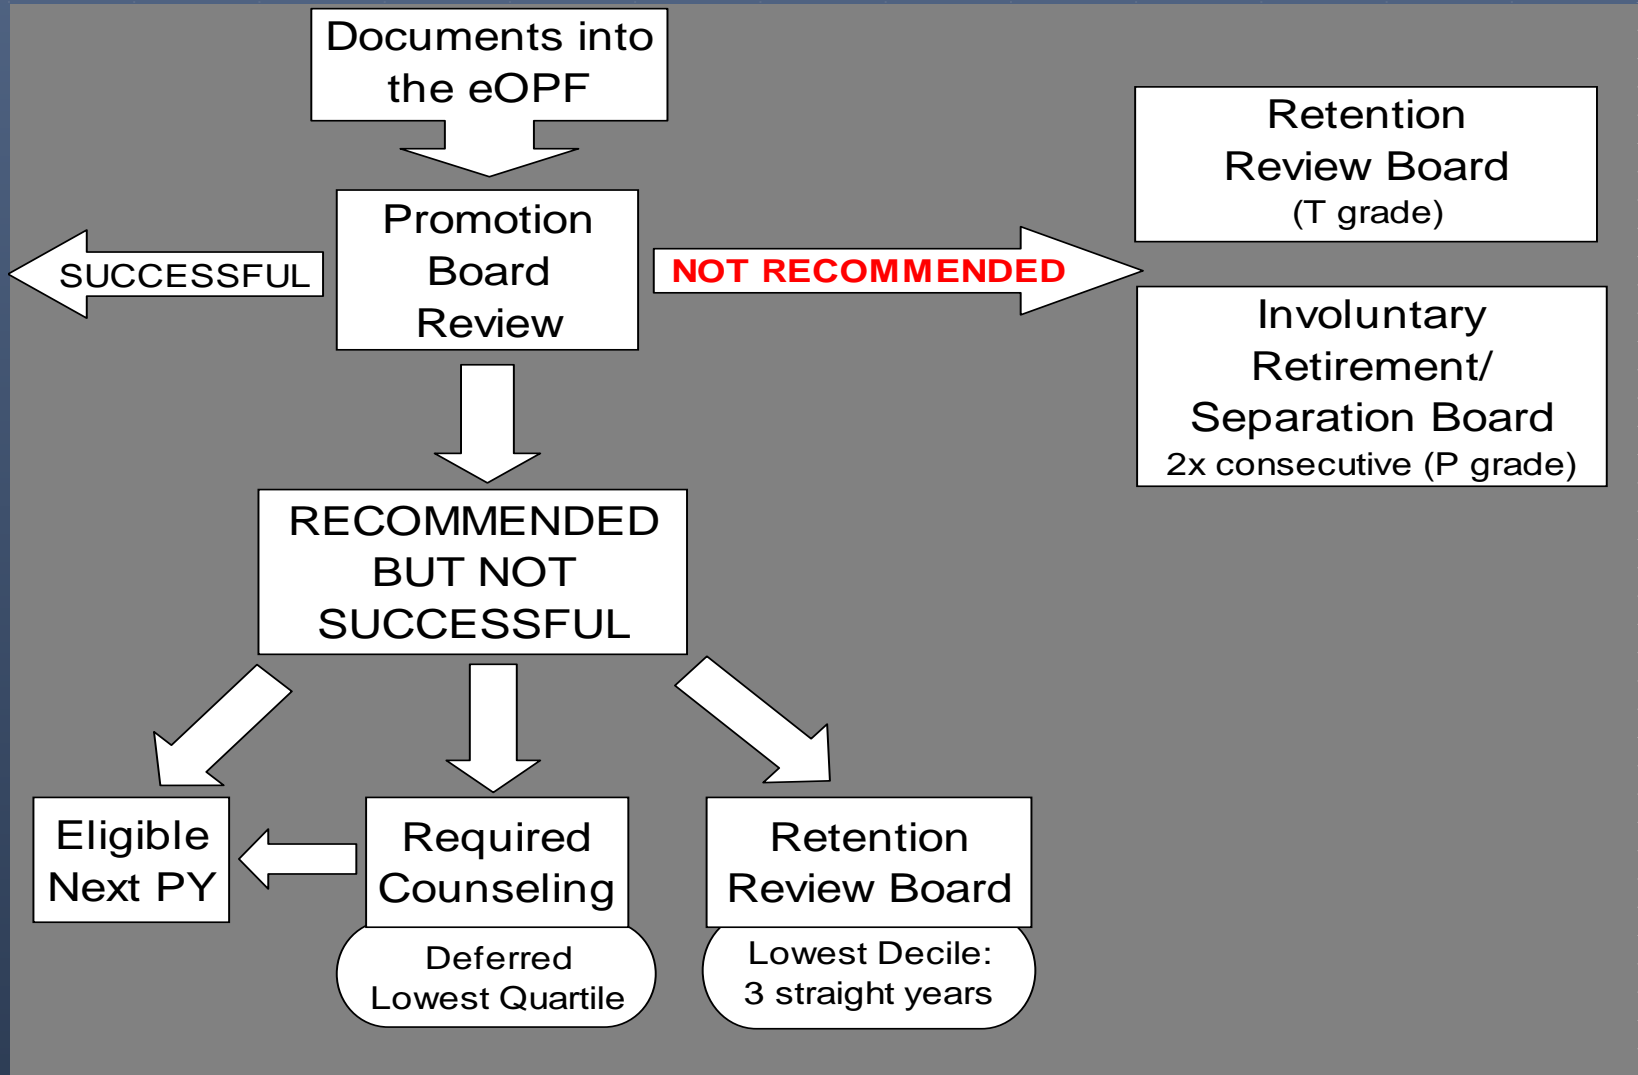 Documents into
the eOPF
Retention
Review Board
(T grade)
Promotion
Board
Review
SUCCESSFUL
NOT RECOMMENDED
Involuntary
Retirement/
Separation Board
2x consecutive (P grade)
RECOMMENDED
BUT NOT
SUCCESSFUL
Eligible
Next PY
Required
Counseling
Deferred
Lowest Quartile
Retention
Review Board
Lowest Decile:
3 straight years